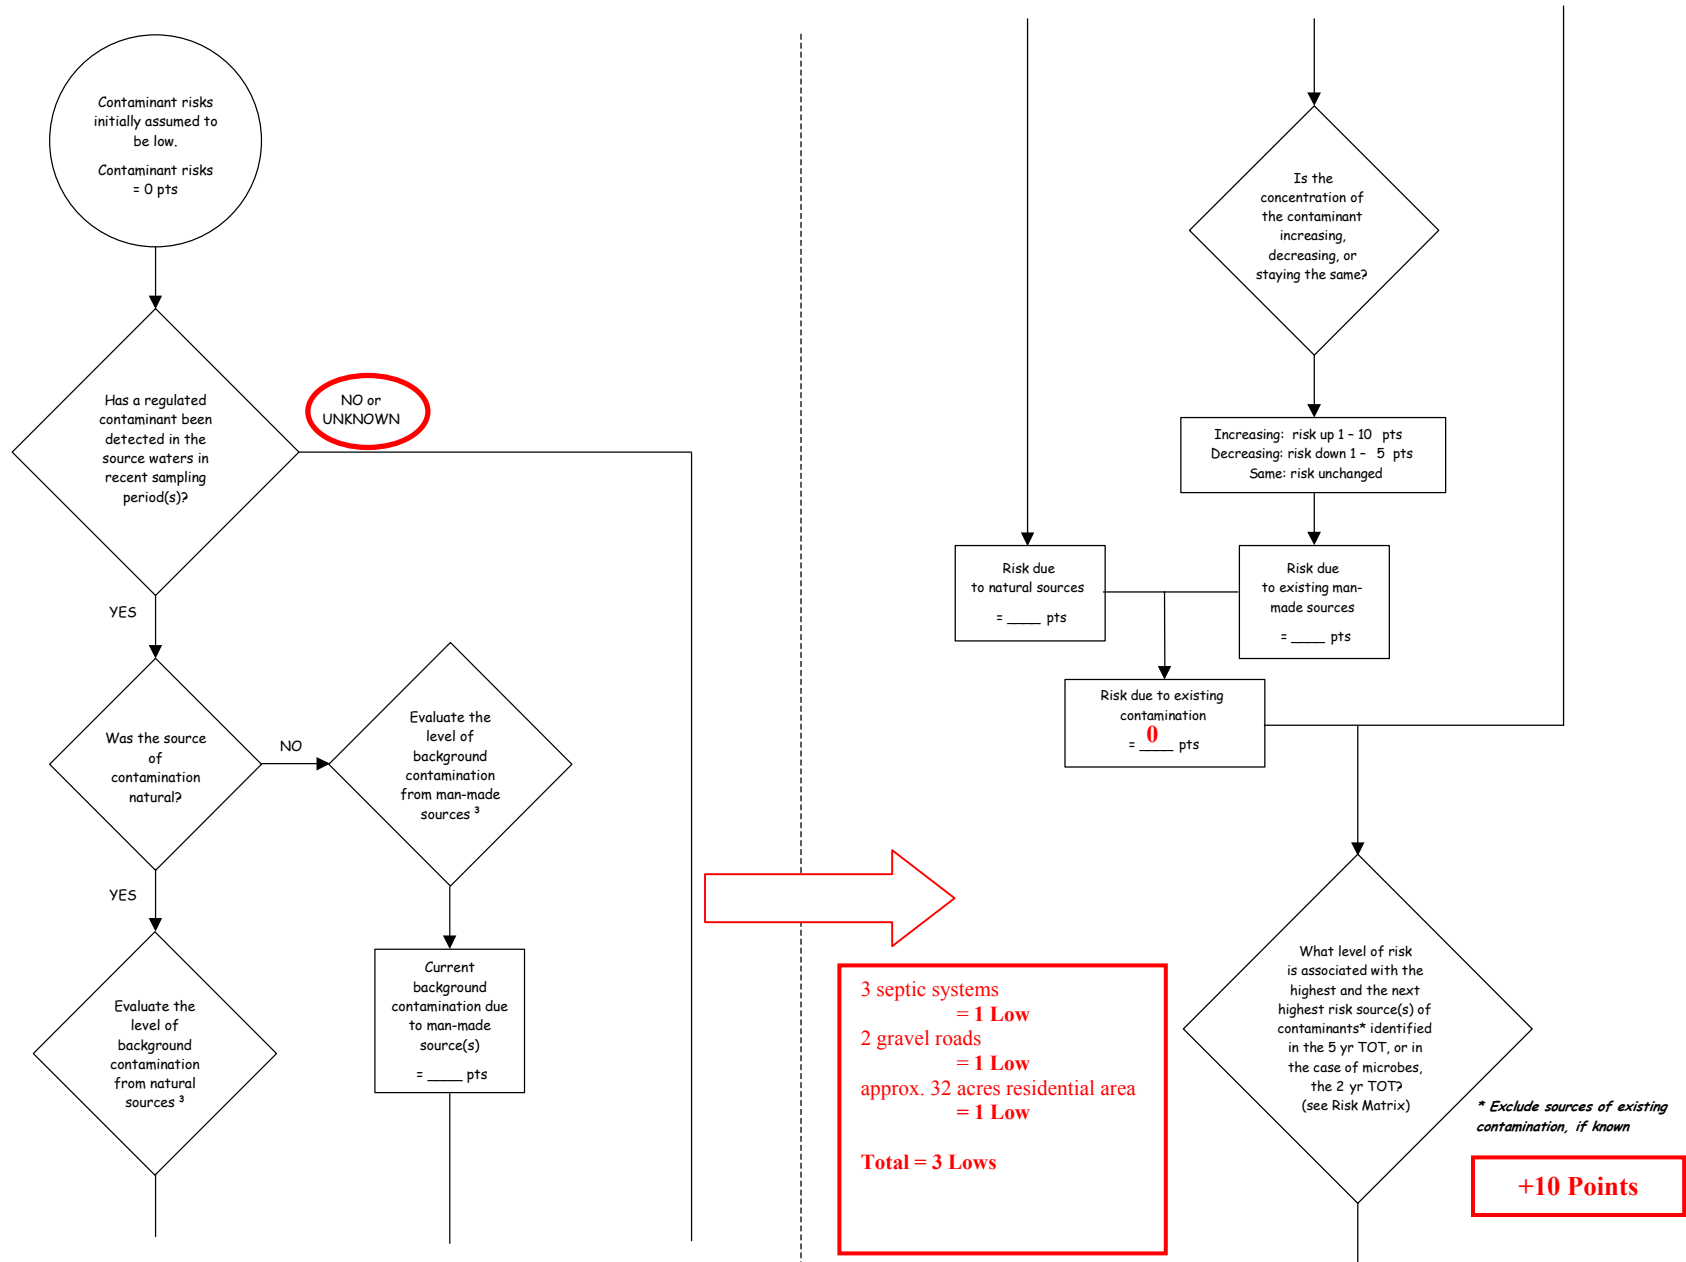 Contaminant risks
initially assumed to
be low.
Contaminant risks
= 0 pts
Has a regulated
contaminant been
detected in the
source waters in
recent sampling
period(s)?
NO or
UNKNOWN
YES
Was the source
of
contamination
natural?
NO
Evaluate the
level of
background
contamination
from man-made
sources ³
YES
Evaluate the
level of
background
contamination
from natural
sources ³
Current
background
contamination due
to man-made
source(s)
= ____ pts
Is the
concentration of
the contaminant
increasing,
decreasing, or
staying the same?
Increasing: risk up 1 - 10 pts
Decreasing: risk down 1 - 5 pts
Same: risk unchanged
Risk due
to natural sources
= ____ pts
Risk due
to existing man-
made sources
= ____ pts
Risk due to existing
contamination
= 0 pts
3 septic systems
= 1 Low
2 gravel roads
= 1 Low
approx. 32 acres residential area
= 1 Low
Total = 3 Lows
What level of risk
is associated with the
highest and the next
highest risk source(s) of
contaminants* identified
in the 5 yr TOT, or in
the case of microbes,
the 2 yr TOT?
(see Risk Matrix)
* Exclude sources of existing
contamination, if known
+10 Points